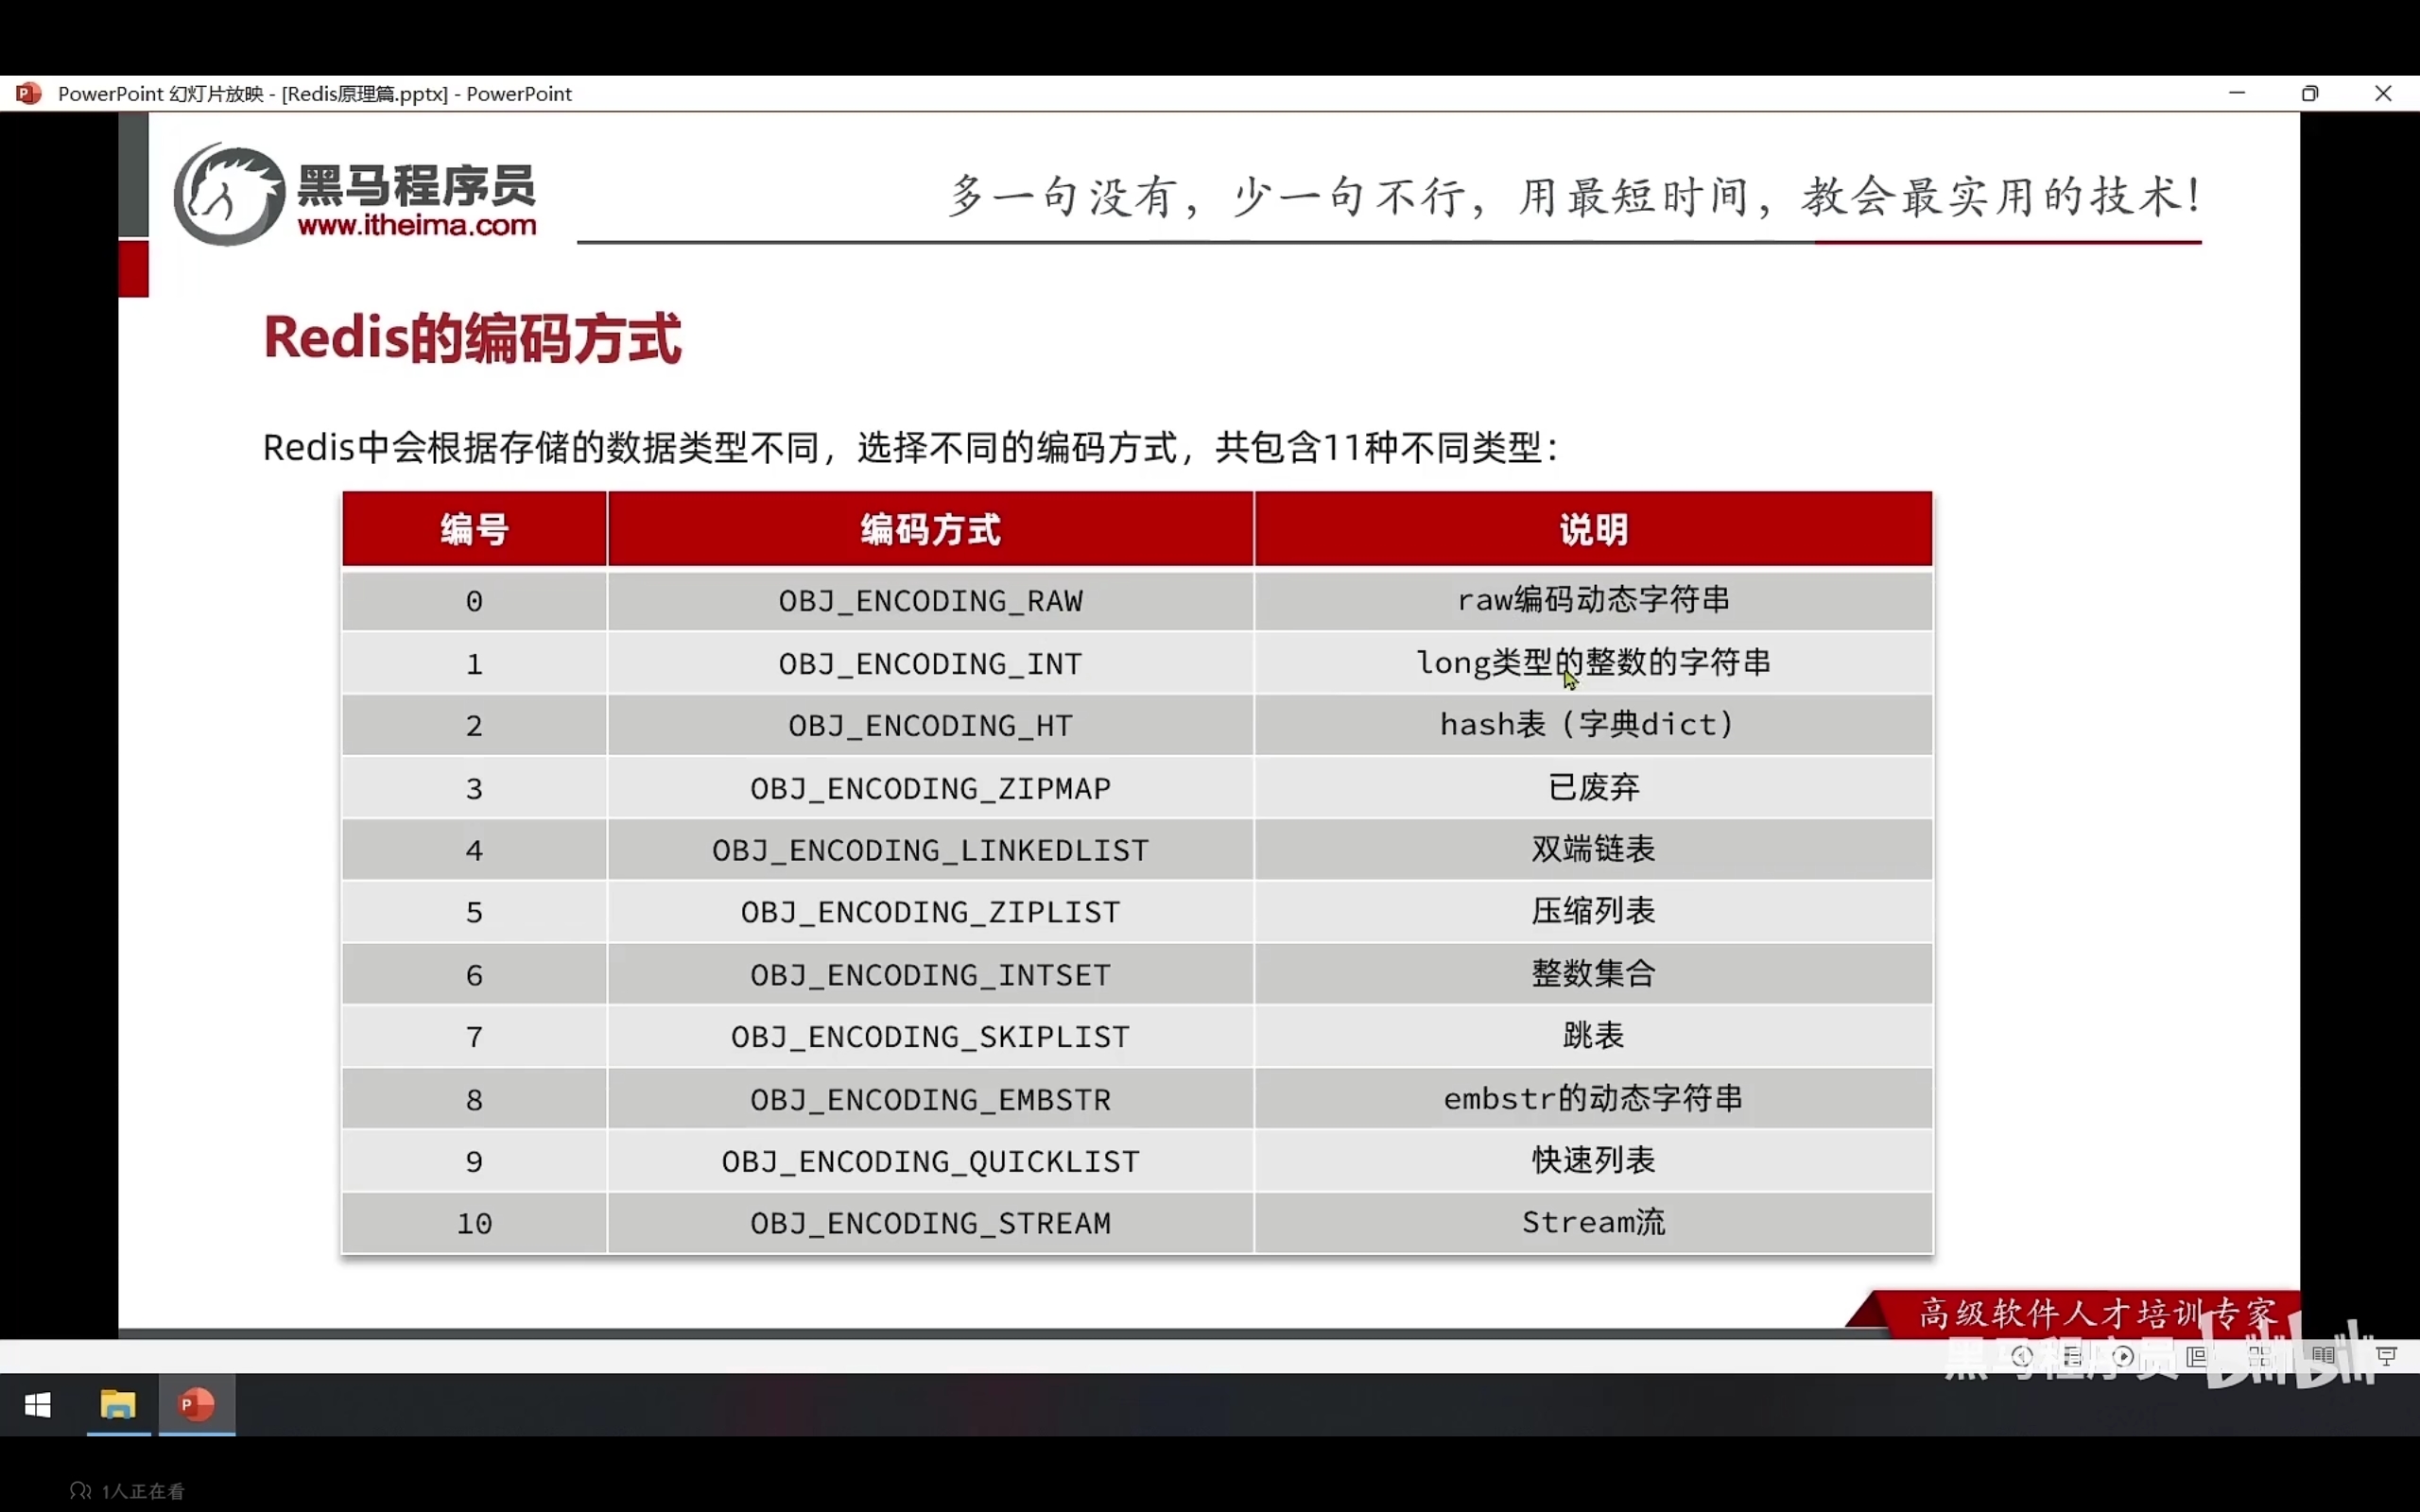 PowerPoint 幻灯片放映 - [Redis原理篇.pptx] - PowerPoint
黑马程序员
www.itheima.com
多一句没有，少一句不行，用最短时间，教会最实用的技术！
Redis的编码方式
Redis中会根据存储的数据类型不同，选择不同的编码方式，共包含11种不同类型：
编号 编码方式 说明
0 OBJ_ENCODING_RAW raw编码动态字符串
1 OBJ_ENCODING_INT long类型的整数的字符串
2 OBJ_ENCODING_HT hash表（字典dict）
3 OBJ_ENCODING_ZIPMAP 已废弃
4 OBJ_ENCODING_LINKEDLIST 双端链表
5 OBJ_ENCODING_ZIPLIST 压缩列表
6 OBJ_ENCODING_INTSET 整数集合
7 OBJ_ENCODING_SKIPLIST 跳表
8 OBJ_ENCODING_EMBSTR embstr的动态字符串
9 OBJ_ENCODING_QUICKLIST 快速列表
10 OBJ_ENCODING_STREAM Stream流
高级软件人才培训专家
黑马程序员 bilibili
1人正在看